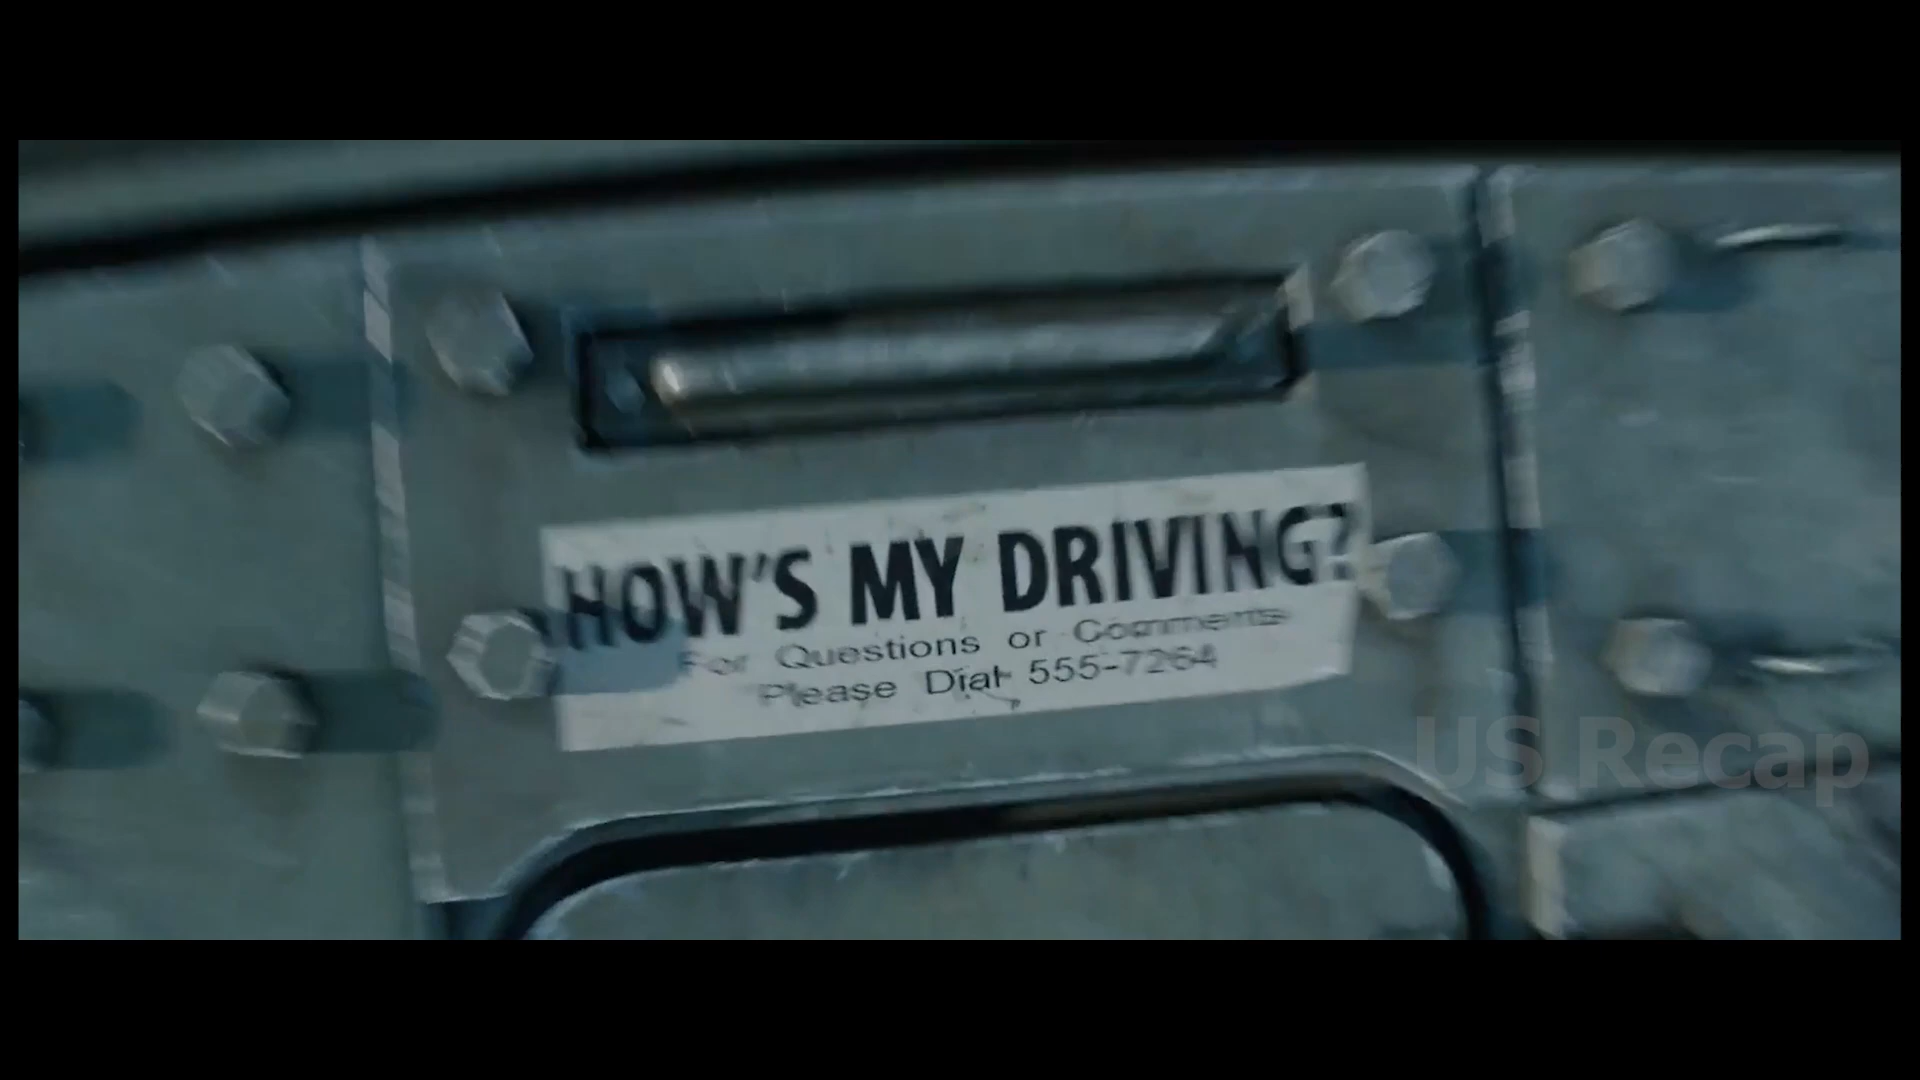 HOW'S MY DRIVING?
For Questions or Comments
Please Dial 555-7264
US Recap